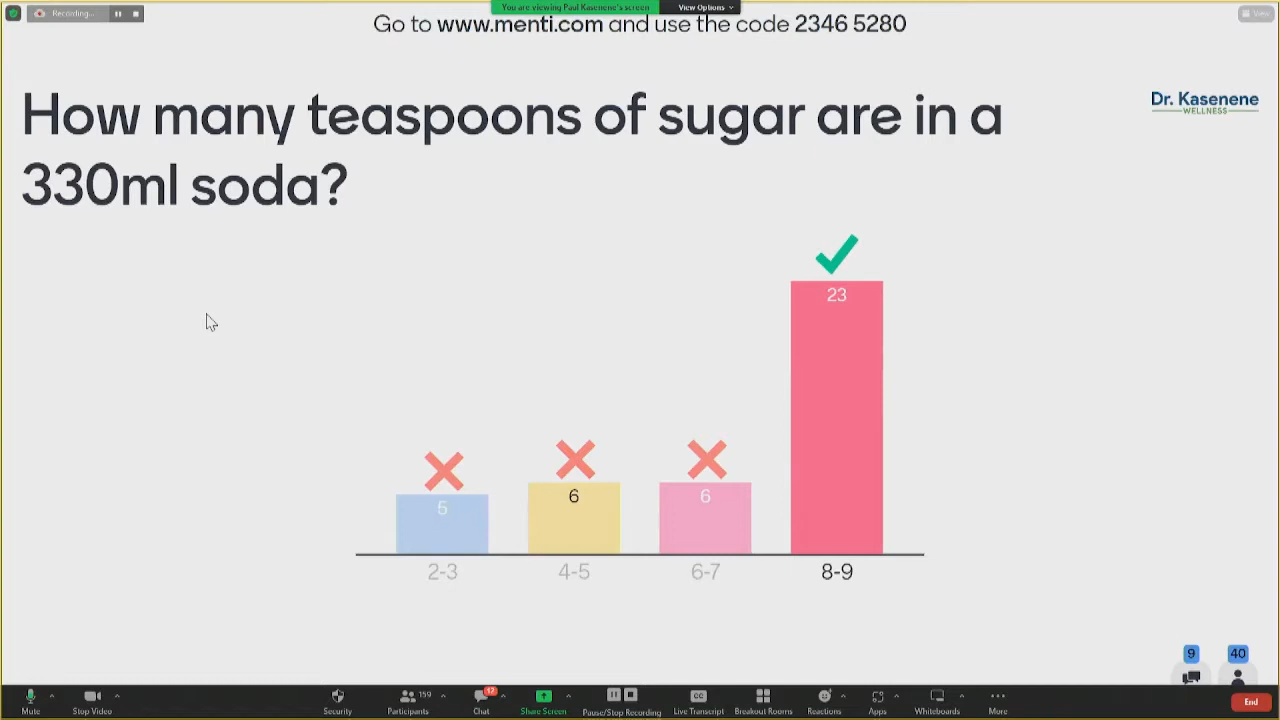 Recording...
You are viewing Paul Kasenene's screen
View Options
View
Go to www.menti.com and use the code 2346 5280
How many teaspoons of sugar are in a
330ml soda?
Dr. Kasenene
WELLNESS
23
5
6
6
2-3
4-5
6-7
8-9
9
40
Mute
Stop Video
Security
Participants
159
Chat
17
Share Screen
Pause/Stop Recording
CC
Live Transcript
Breakout Rooms
Reactions
Apps
Whiteboards
More
End